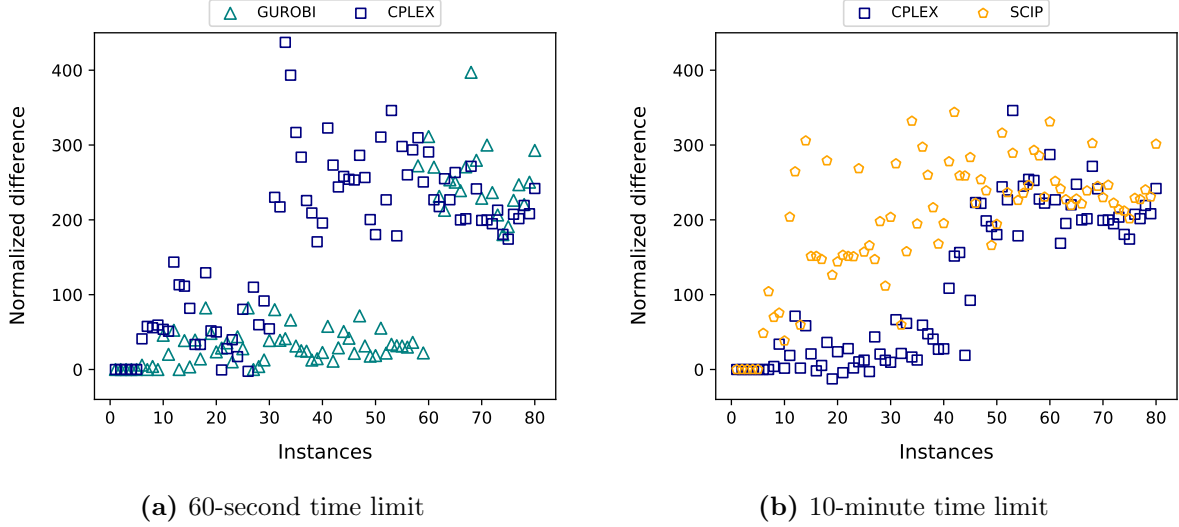 GUROBI CPLEX
Normalized difference
400
300
200
100
0
0 10 20 30 40 50 60 70 80
Instances
(a) 60-second time limit
CPLEX SCIP
Normalized difference
400
300
200
100
0
0 10 20 30 40 50 60 70 80
Instances
(b) 10-minute time limit